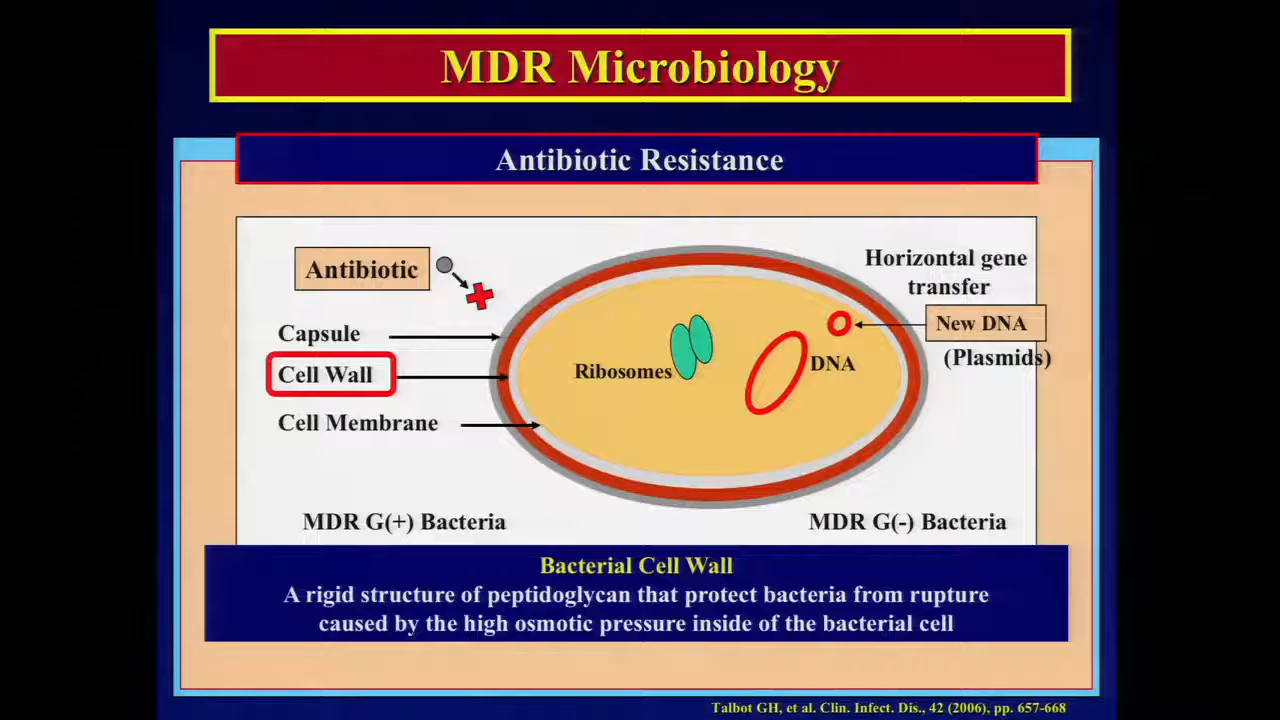 MDR Microbiology
Antibiotic Resistance
Antibiotic
Horizontal gene
transfer
New DNA
(Plasmids)
Capsule
Cell Wall
Cell Membrane
Ribosomes
DNA
MDR G(+) Bacteria
MDR G(-) Bacteria
Bacterial Cell Wall
A rigid structure of peptidoglycan that protect bacteria from rupture
caused by the high osmotic pressure inside of the bacterial cell
Talbot GH, et al. Clin. Infect. Dis., 42 (2006), pp. 657-668